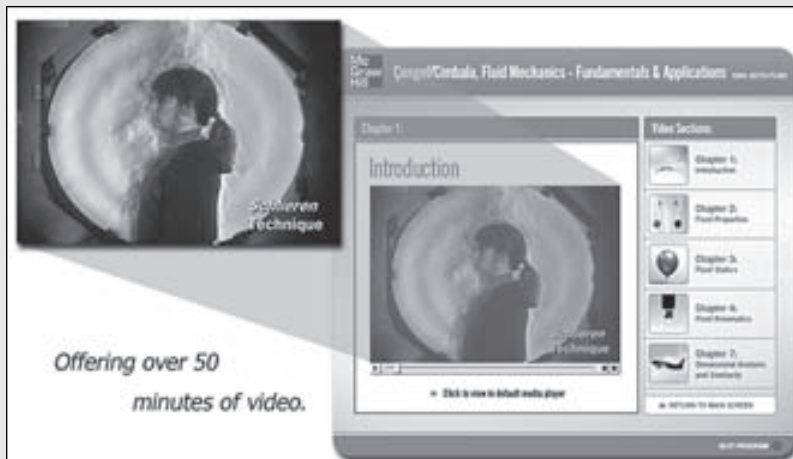 Schlieren
Technique
Mc
Graw
Hill
Çengel/Cimbala, Fluid Mechanics - Fundamentals & Applications
Chapter 1:
Introduction
Schlieren
Technique
Click to view in default media player
Video Sections
Chapter 1:
Introduction
Chapter 2:
Fluid Properties
Chapter 3:
Fluid Statics
Chapter 4:
Fluid Kinematics
Chapter 7:
Dimensional Analysis
and Similarity
RETURN TO MAIN SCREEN
Offering over 50
minutes of video.